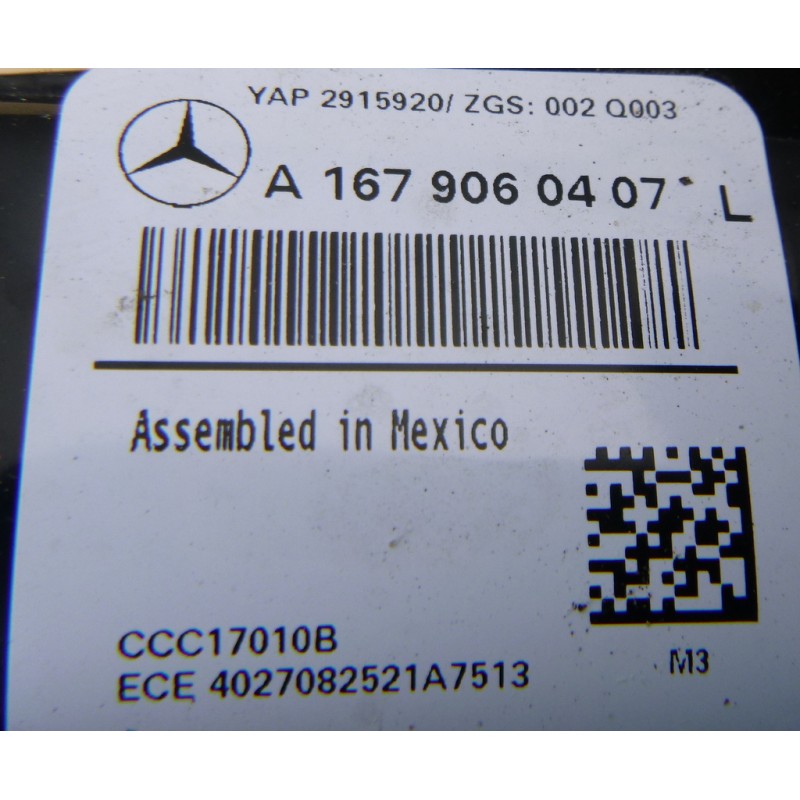 YAP 2915920/ ZGS: 002 Q003
A 167 906 04 07 L
Assembled in Mexico
CCC17010B
M3
ECE 4027082521A7513